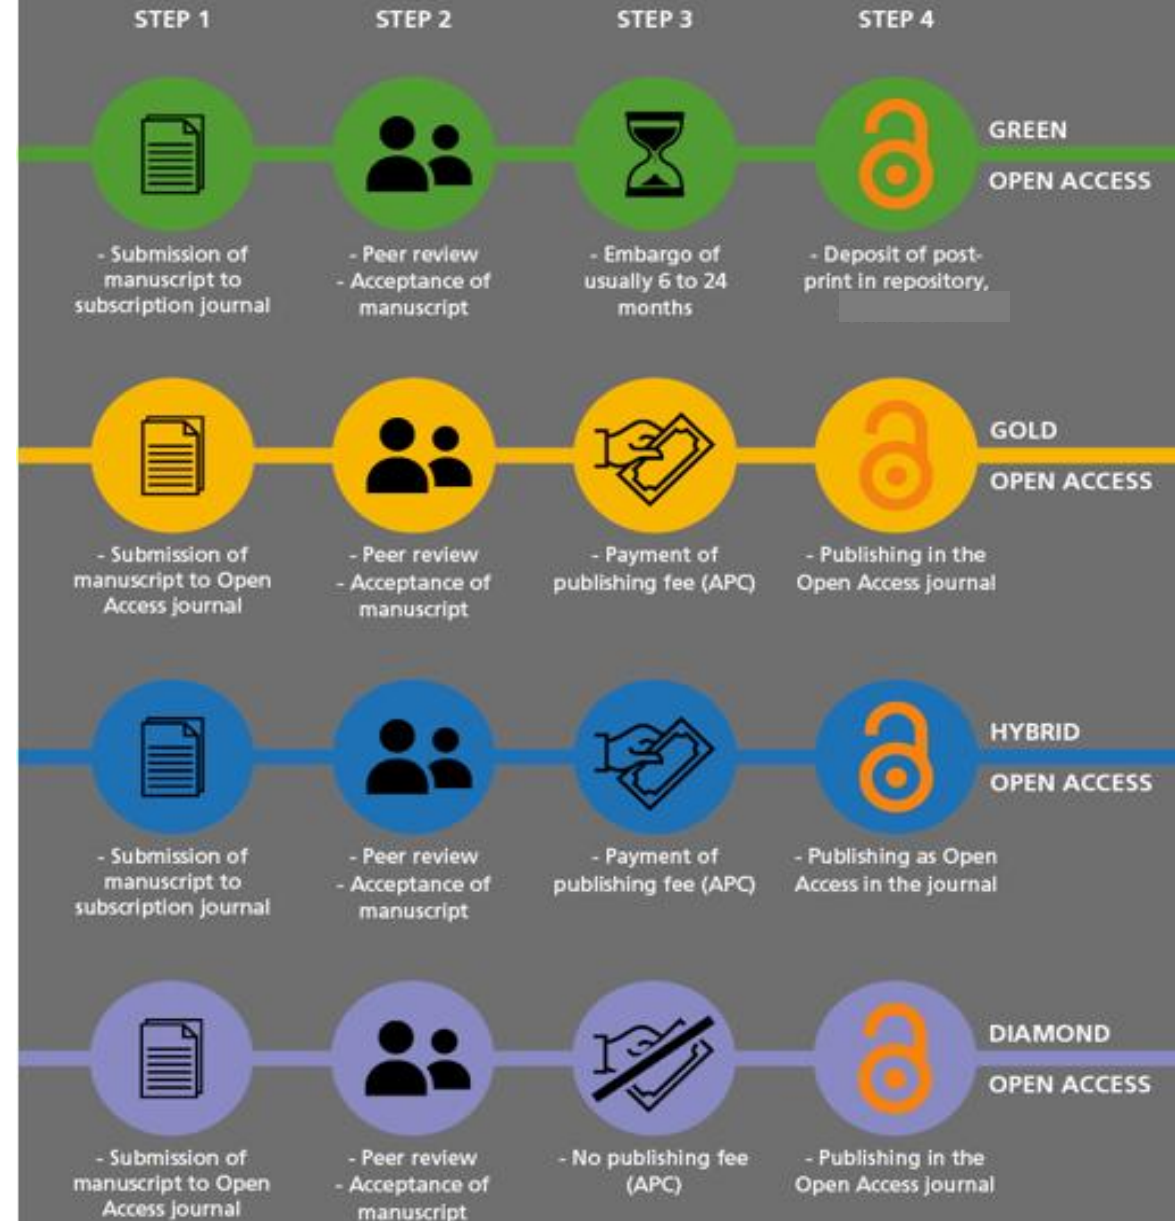 STEP 1
STEP 2
STEP 3
STEP 4
GREEN
OPEN ACCESS
- Submission of
manuscript to
subscription journal
- Peer review
- Acceptance of
manuscript
- Embargo of
usually 6 to 24
months
- Deposit of post-
print in repository,
GOLD
OPEN ACCESS
- Submission of
manuscript to Open
Access journal
- Peer review
- Acceptance of
manuscript
- Payment of
publishing fee (APC)
- Publishing in the
Open Access journal
HYBRID
OPEN ACCESS
- Submission of
manuscript to
subscription journal
- Peer review
- Acceptance of
manuscript
- Payment of
publishing fee (APC)
- Publishing as Open
Access in the journal
DIAMOND
OPEN ACCESS
- Submission of
manuscript to Open
Access journal
- Peer review
- Acceptance of
manuscript
- No publishing fee
(APC)
- Publishing in the
Open Access journal